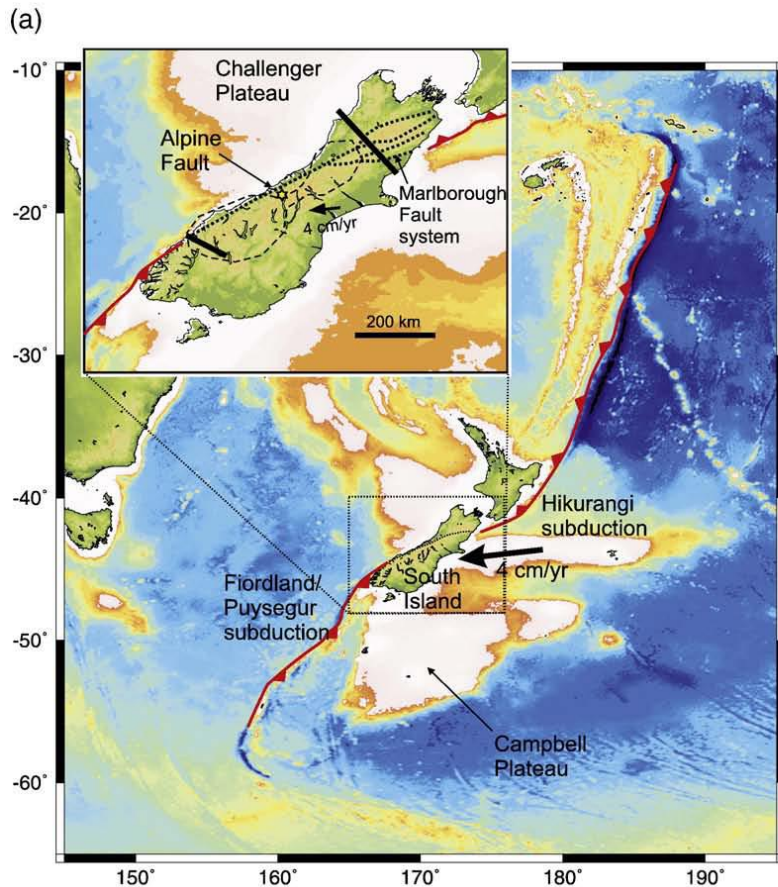 (a)
Challenger
Plateau
Alpine
Fault
Marlborough
Fault
system
4 cm/yr
200 km
-10°
-20°
-30°
-40°
-50°
-60°
Hikurangi
subduction
4 cm/yr
South
Island
Fiordland/
Puysegur
subduction
Campbell
Plateau
150°
160°
170°
180°
190°